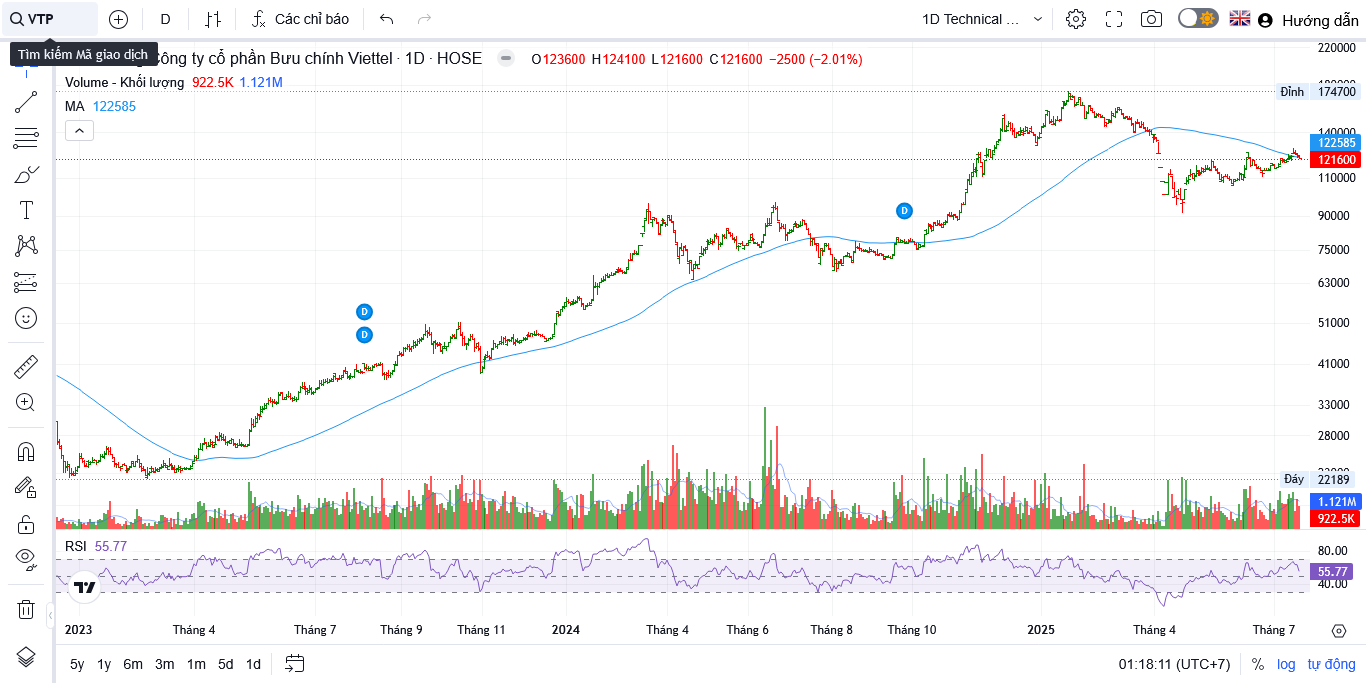 VTP
D
Các chỉ báo
1D Technical ...
Hướng dẫn
Tìm kiếm Mã giao dịch
Công ty cổ phần Bưu chính Viettel · 1D · HOSE
O123600 H124100 L121600 C121600 −2500 (−2.01%)
Volume - Khối lượng 922.5K 1.121M
MA 122585
220000
Đỉnh 174700
140000
122585
121600
110000
90000
75000
63000
51000
41000
33000
28000
Đáy 22189
1.121M
922.5K
D
D
D
RSI 55.77
80.00
55.77
40.00
2023 Tháng 4 Tháng 7 Tháng 9 Tháng 11 2024 Tháng 4 Tháng 6 Tháng 8 Tháng 10 2025 Tháng 4 Tháng 7
5y 1y 6m 3m 1m 5d 1d
01:18:11 (UTC+7) % log tự động